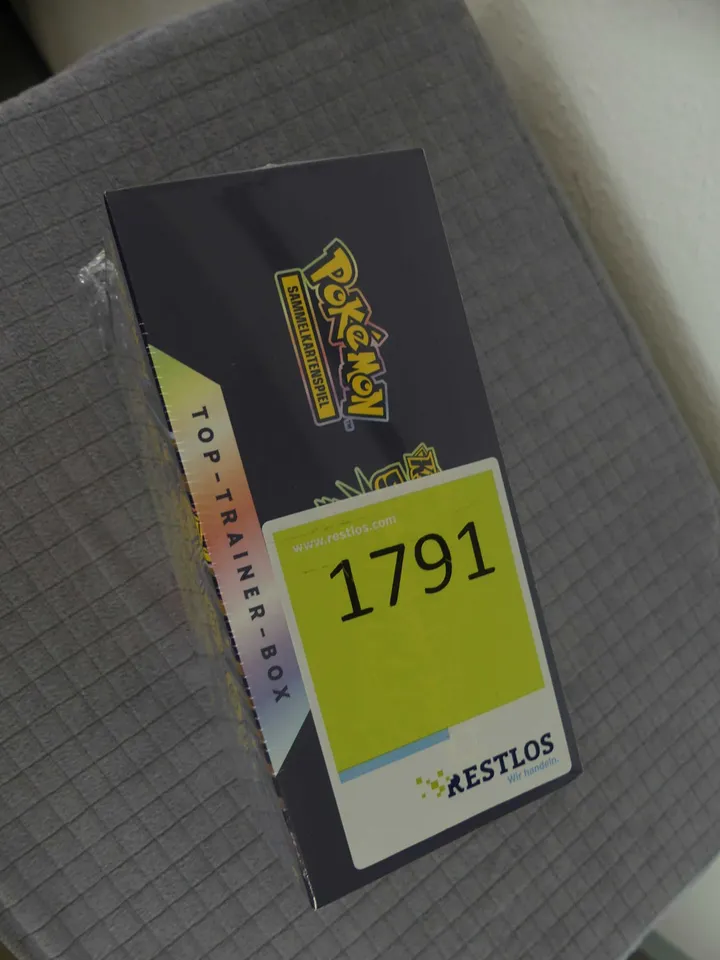 POKéMON
SAMMELKARTENSPIEL
TOP-TRAINER-BOX
www.restlos.com
1791
RESTLOS
Wir handeln.